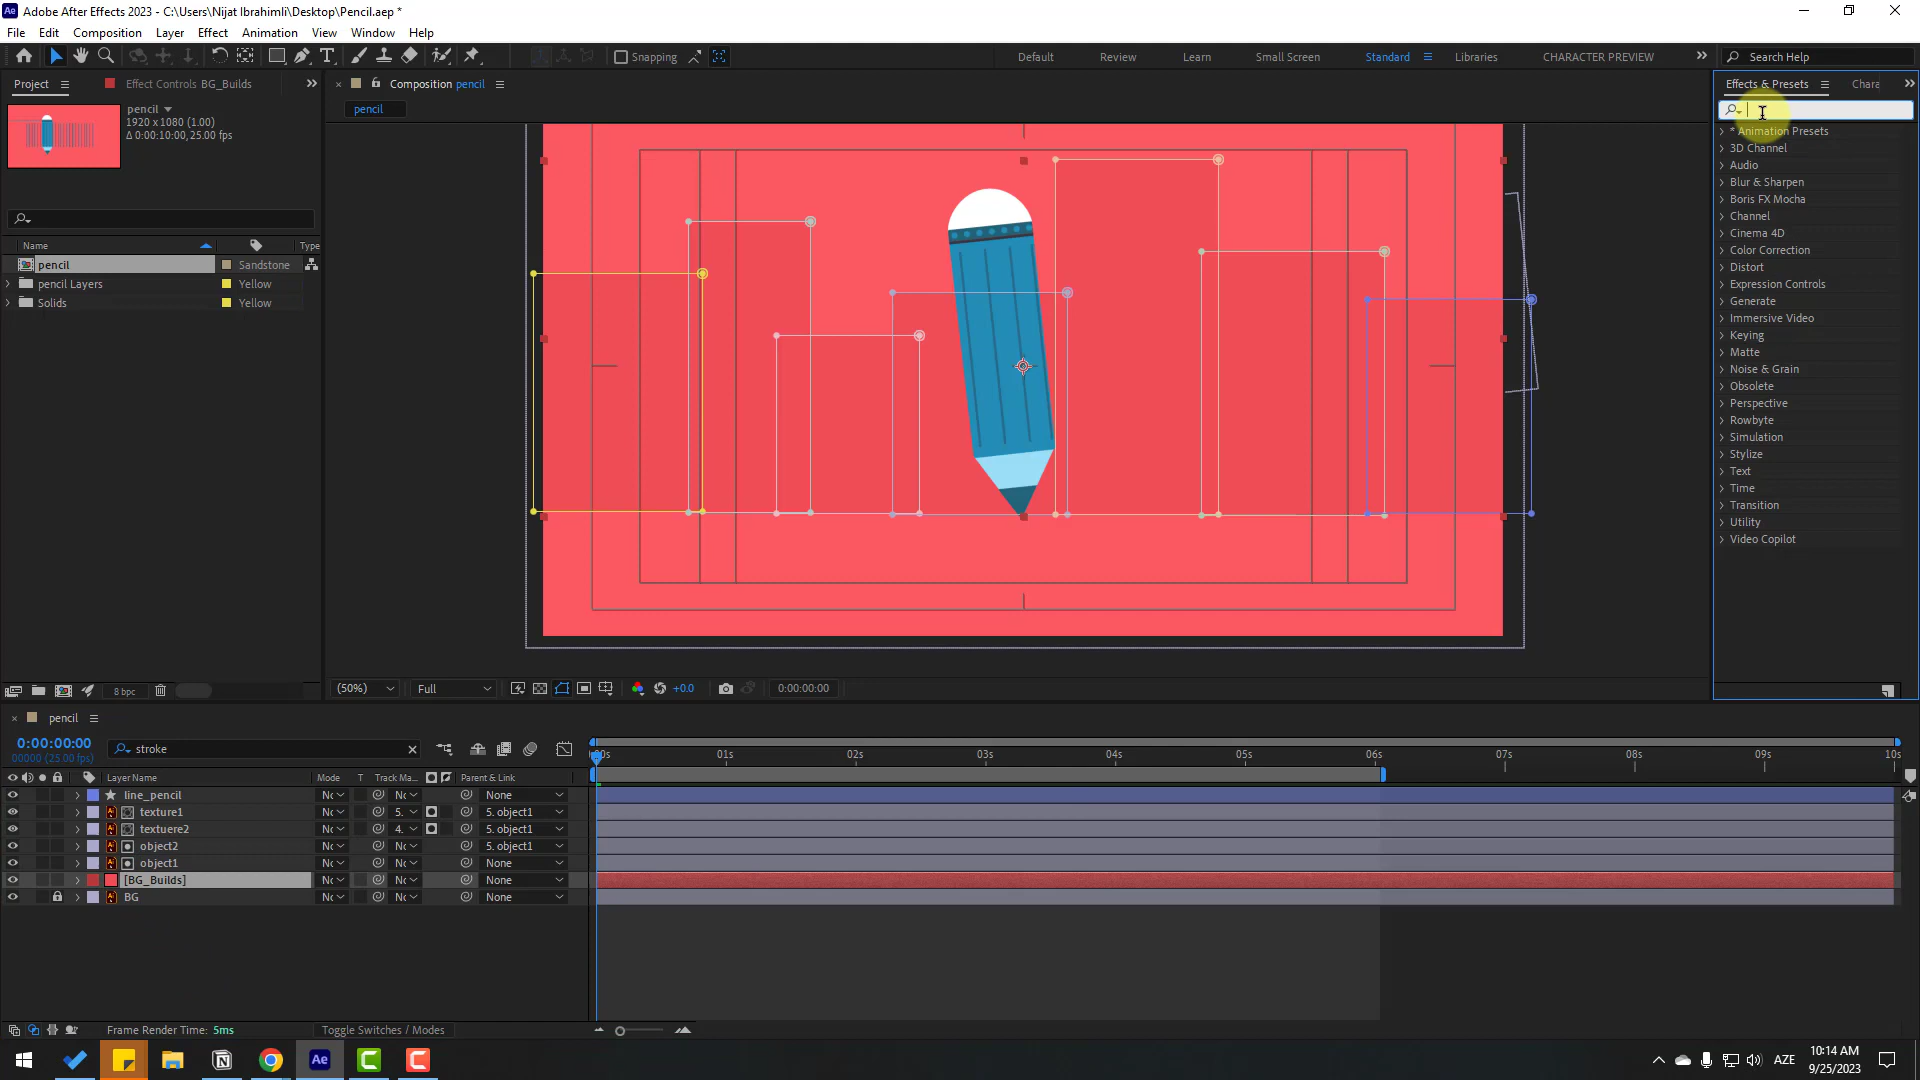 Adobe After Effects 2023 - C:\Users\Nijat Ibrahimli\Desktop\Pencil.aep *
File Edit Composition Layer Effect Animation View Window Help
Snapping Default Review Learn Small Screen Standard Libraries CHARACTER PREVIEW Search Help
Project Effect Controls BG_Builds Composition pencil Effects & Presets Chara
pencil
1920 x 1080 (1.00)
Δ 0:00:10:00, 25.00 fps
pencil
Name Type
pencil Sandstone
pencil Layers Yellow
Solids Yellow
* Animation Presets
3D Channel
Audio
Blur & Sharpen
Boris FX Mocha
Channel
Cinema 4D
Color Correction
Distort
Expression Controls
Generate
Immersive Video
Keying
Matte
Noise & Grain
Obsolete
Perspective
Rowbyte
Simulation
Stylize
Text
Time
Transition
Utility
Video Copilot
8 bpc (50%) Full +0.0 0:00:00:00
pencil
0:00:00:00
00000 (25.00 fps)
stroke
00s 01s 02s 03s 04s 05s 06s 07s 08s 09s 10s
Layer Name Mode T Track Ma... Parent & Link
line_pencil Nc Nc None
texture1 Nc 5. 5. object1
textuere2 Nc 4. 5. object1
object2 Nc Nc 5. object1
object1 Nc Nc None
[BG_Builds] Nc Nc None
BG Nc Nc None
Frame Render Time: 5ms Toggle Switches / Modes
AZE 10:14 AM
9/25/2023